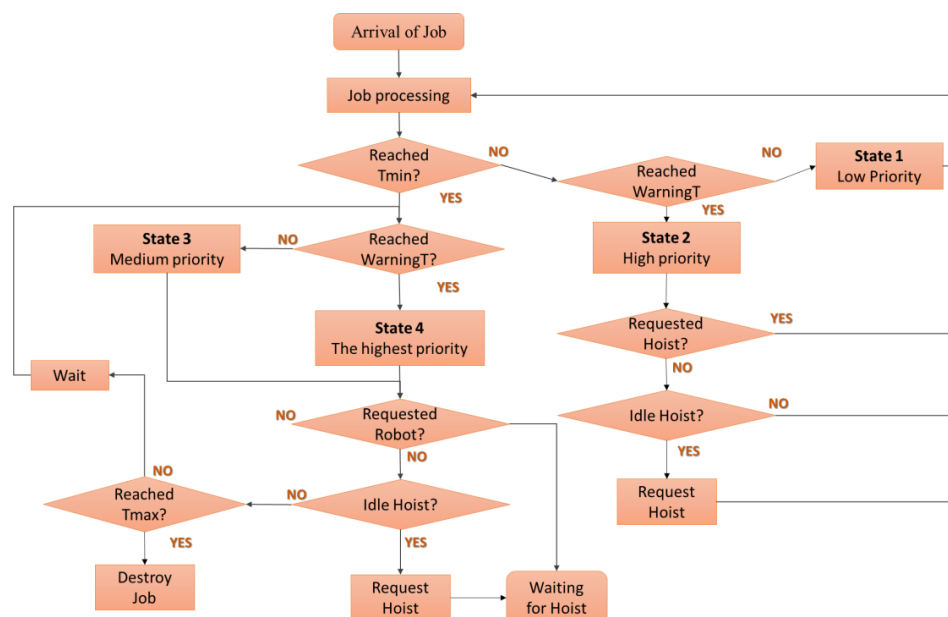 Arrival of Job
Job processing
Reached
Tmin?
NO
YES
Reached
WarningT
NO
YES
State 1
Low Priority
State 3
Medium priority
NO
Reached
WarningT?
YES
State 2
High priority
State 4
The highest priority
Requested
Hoist?
YES
NO
Wait
NO
Requested
Robot?
NO
Idle Hoist?
NO
YES
NO
Reached
Tmax?
YES
NO
Idle Hoist?
YES
Request
Hoist
Destroy
Job
Request
Hoist
Waiting
for Hoist